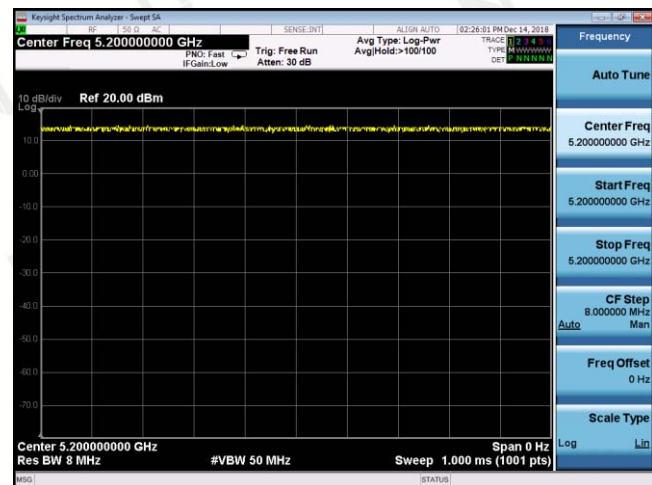 Keysight Spectrum Analyzer - Swept SA
RF 50 Ω AC SENSE:INT ALIGN AUTO 02:26:01 PM Dec 14, 2018
Center Freq 5.200000000 GHz
PNO: Fast
IFGain:Low
Trig: Free Run
Atten: 30 dB
Avg Type: Log-Pwr
Avg|Hold:>100/100
TRACE 1 2 3 4 5 6
TYPE M W W W W W
DET P N N N N N
10 dB/div Ref 20.00 dBm
Log
10.0
0.00
-10.0
-20.0
-30.0
-40.0
-50.0
-60.0
-70.0
Center 5.200000000 GHz Span 0 Hz
Res BW 8 MHz #VBW 50 MHz Sweep 1.000 ms (1001 pts)
MSG STATUS
Frequency
Auto Tune
Center Freq
5.200000000 GHz
Start Freq
5.200000000 GHz
Stop Freq
5.200000000 GHz
CF Step
8.000000 MHz
Auto Man
Freq Offset
0 Hz
Scale Type
Log Lin